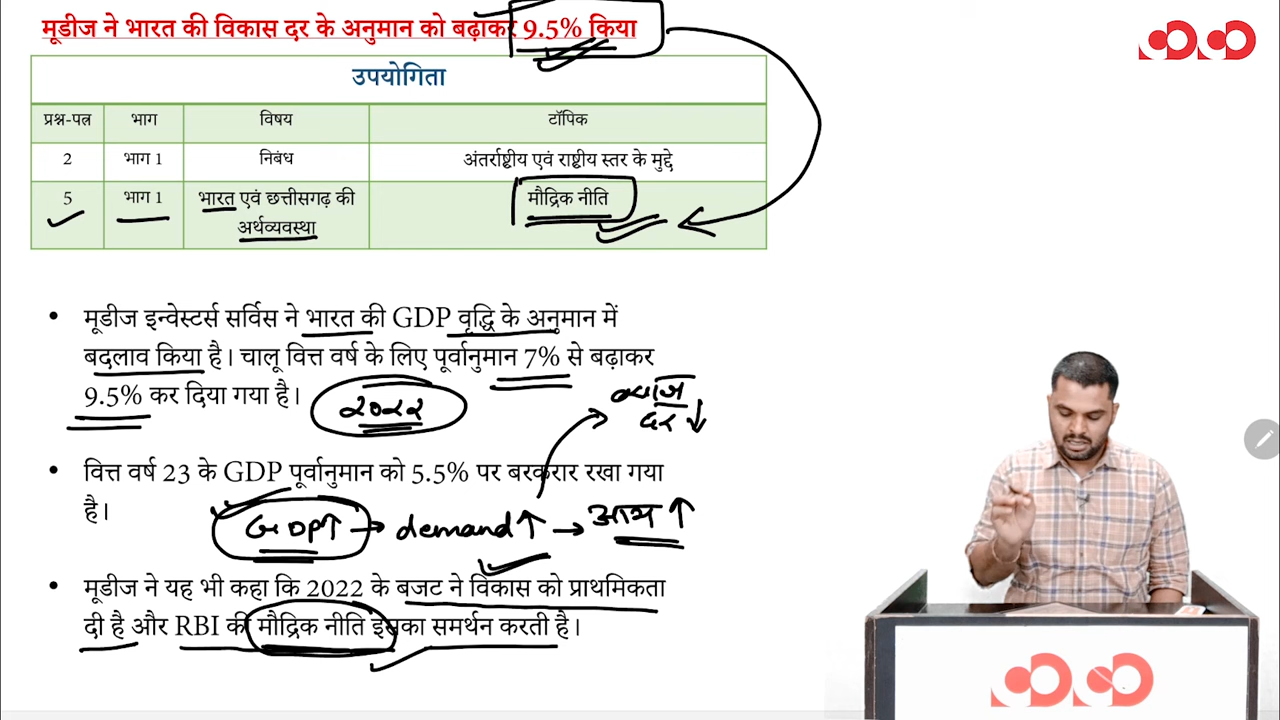 मूडीज ने भारत की विकास दर के अनुमान को बढ़ाकर 9.5% किया
उपयोगिता
प्रश्न-पत्र भाग विषय टॉपिक
2 भाग 1 निबंध अंतर्राष्ट्रीय एवं राष्ट्रीय स्तर के मुद्दे
5 भाग 1 भारत एवं छत्तीसगढ़ की मौद्रिक नीति
अर्थव्यवस्था
• मूडीज इन्वेस्टर्स सर्विस ने भारत की GDP वृद्धि के अनुमान में
बदलाव किया है। चालू वित्त वर्ष के लिए पूर्वानुमान 7% से बढ़ाकर
9.5% कर दिया गया है।
२०२२
ब्याज
दर ↓
• वित्त वर्ष 23 के GDP पूर्वानुमान को 5.5% पर बरकरार रखा गया
है।
GDP↑ → demand↑ → आय ↑
• मूडीज ने यह भी कहा कि 2022 के बजट ने विकास को प्राथमिकता
दी है और RBI की मौद्रिक नीति इसका समर्थन करती है।